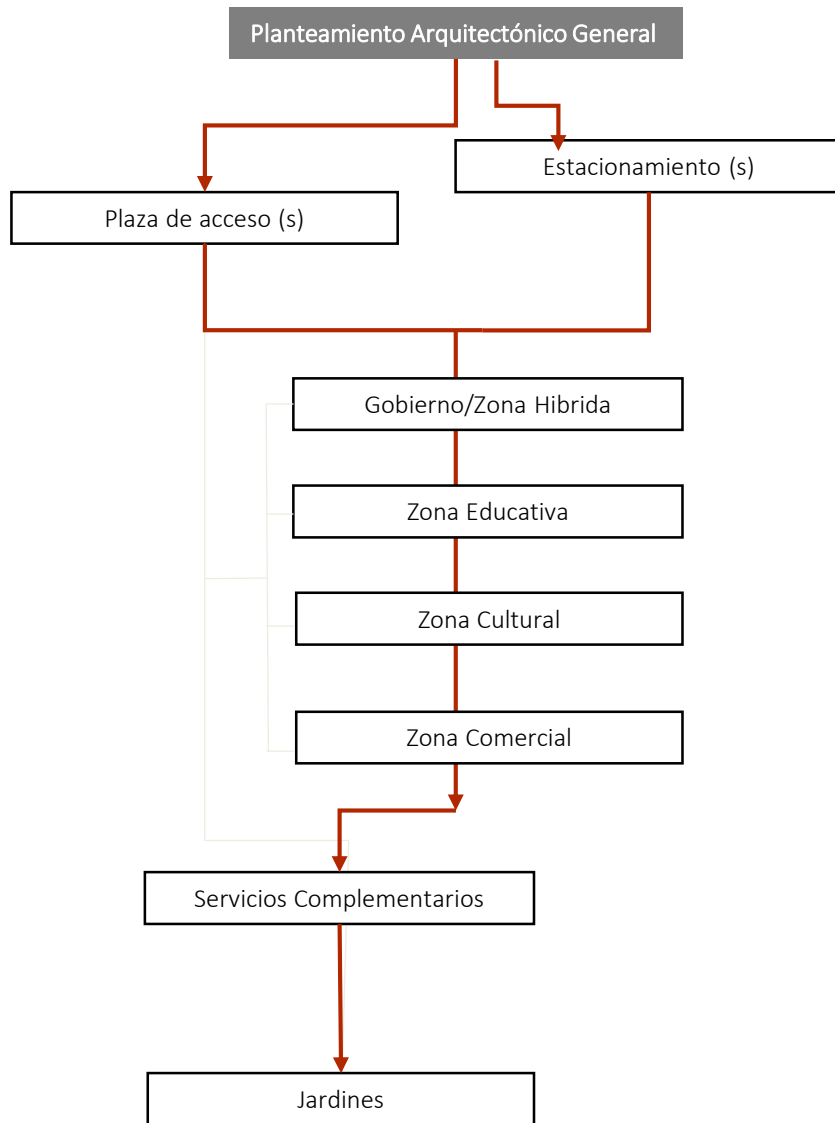 Planteamiento Arquitectónico General
Estacionamiento (s)
Plaza de acceso (s)
Gobierno/Zona Hibrida
Zona Educativa
Zona Cultural
Zona Comercial
Servicios Complementarios
Jardines